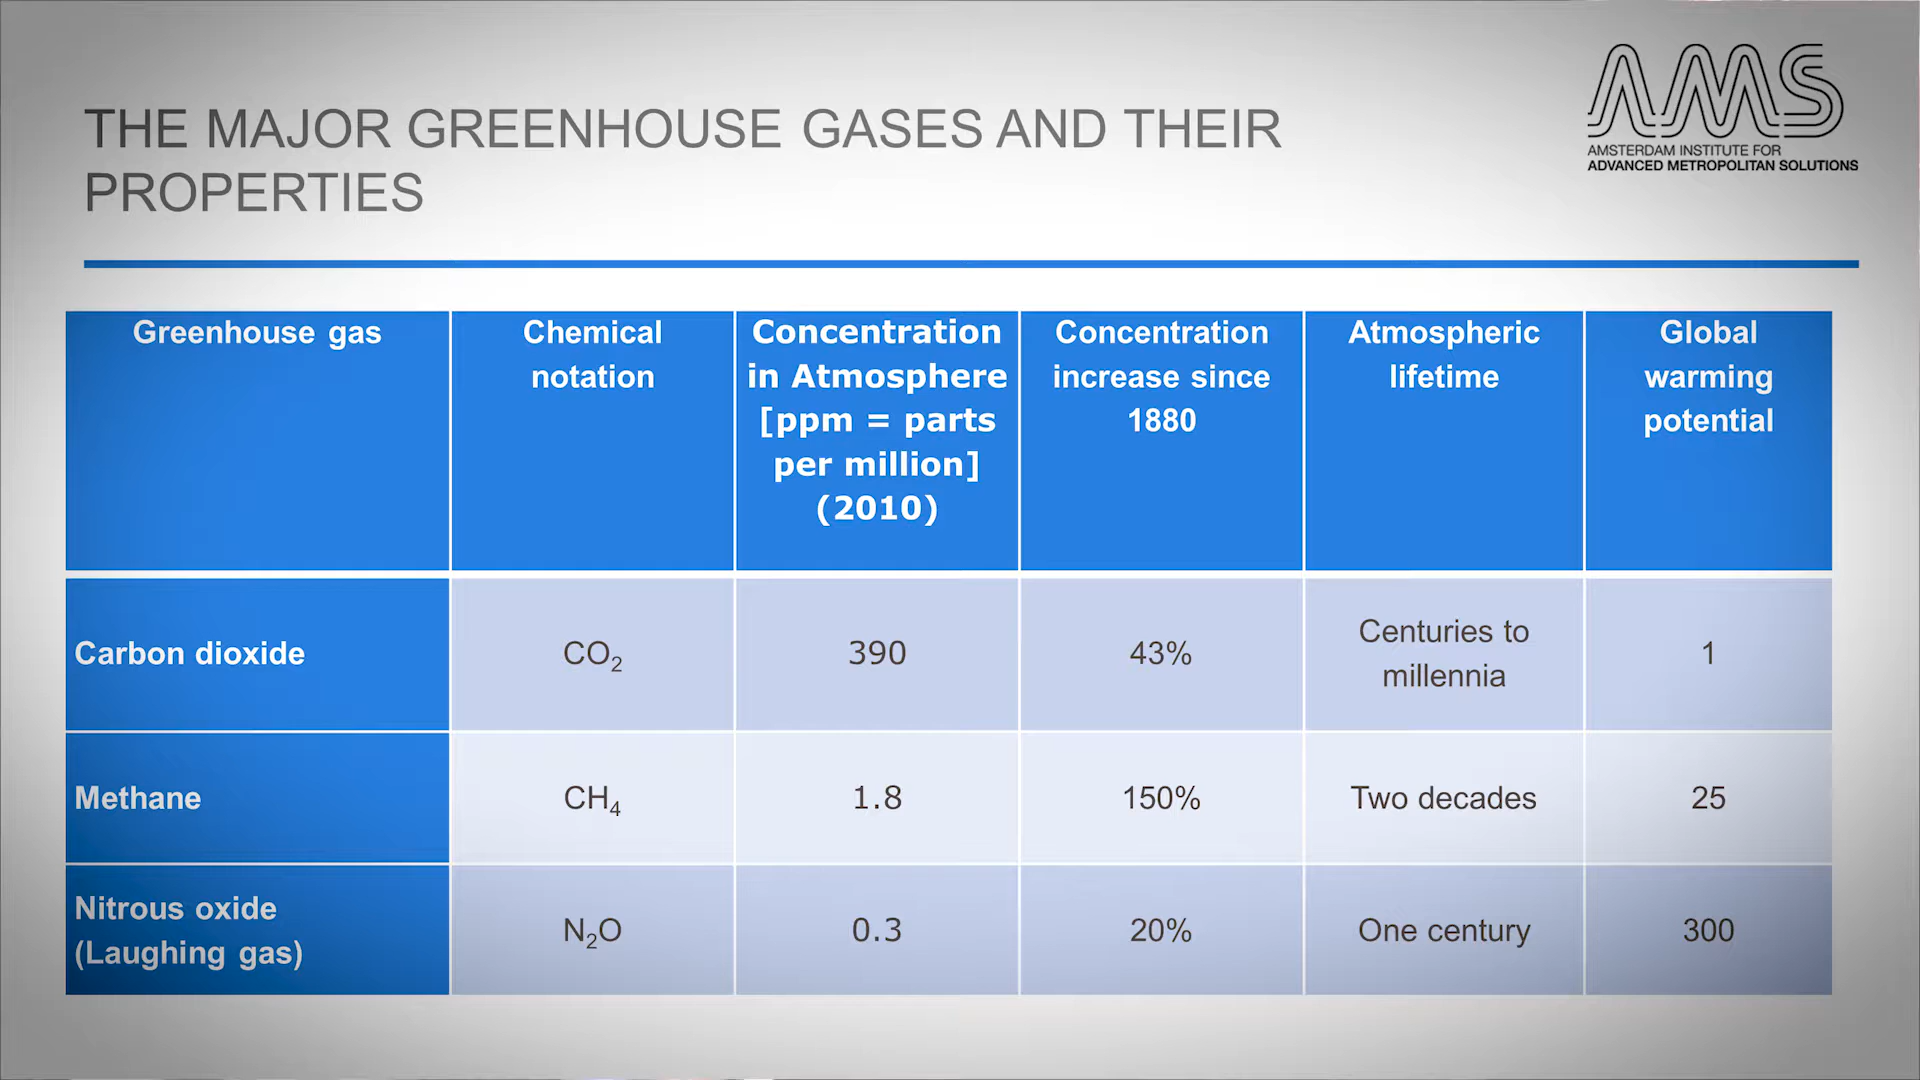 THE MAJOR GREENHOUSE GASES AND THEIR
PROPERTIES
AMS
AMSTERDAM INSTITUTE FOR
ADVANCED METROPOLITAN SOLUTIONS
Greenhouse gas
Chemical
notation
Concentration
in Atmosphere
[ppm = parts
per million]
(2010)
Concentration
increase since
1880
Atmospheric
lifetime
Global
warming
potential
Carbon dioxide
CO₂
390
43%
Centuries to
millennia
1
Methane
CH₄
1.8
150%
Two decades
25
Nitrous oxide
(Laughing gas)
N₂O
0.3
20%
One century
300